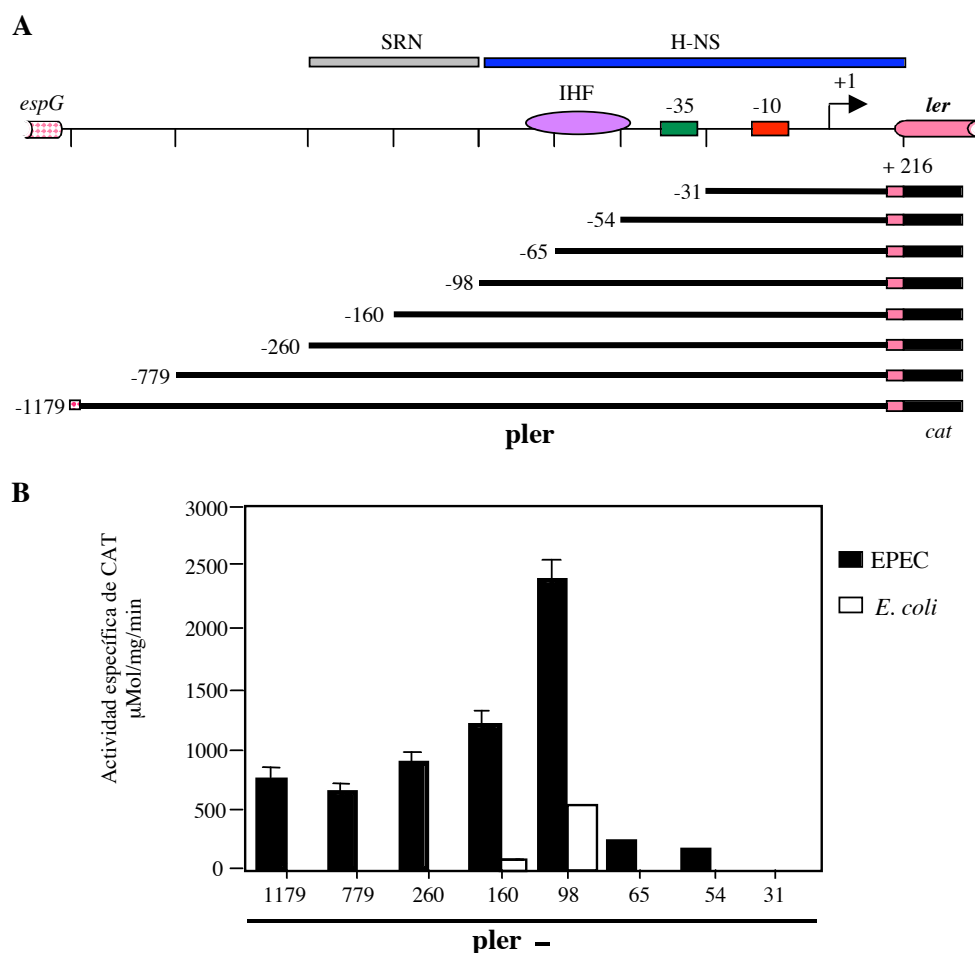 A
SRN
H-NS
espG
IHF
-35
-10
+1
ler
+ 216
-31
-54
-65
-98
-160
-260
-779
-1179
pler
cat
B
Actividad específica de CAT
µMol/mg/min
3000
2500
2000
1500
1000
500
0
EPEC
E. coli
1179 779 260 160 98 65 54 31
pler –